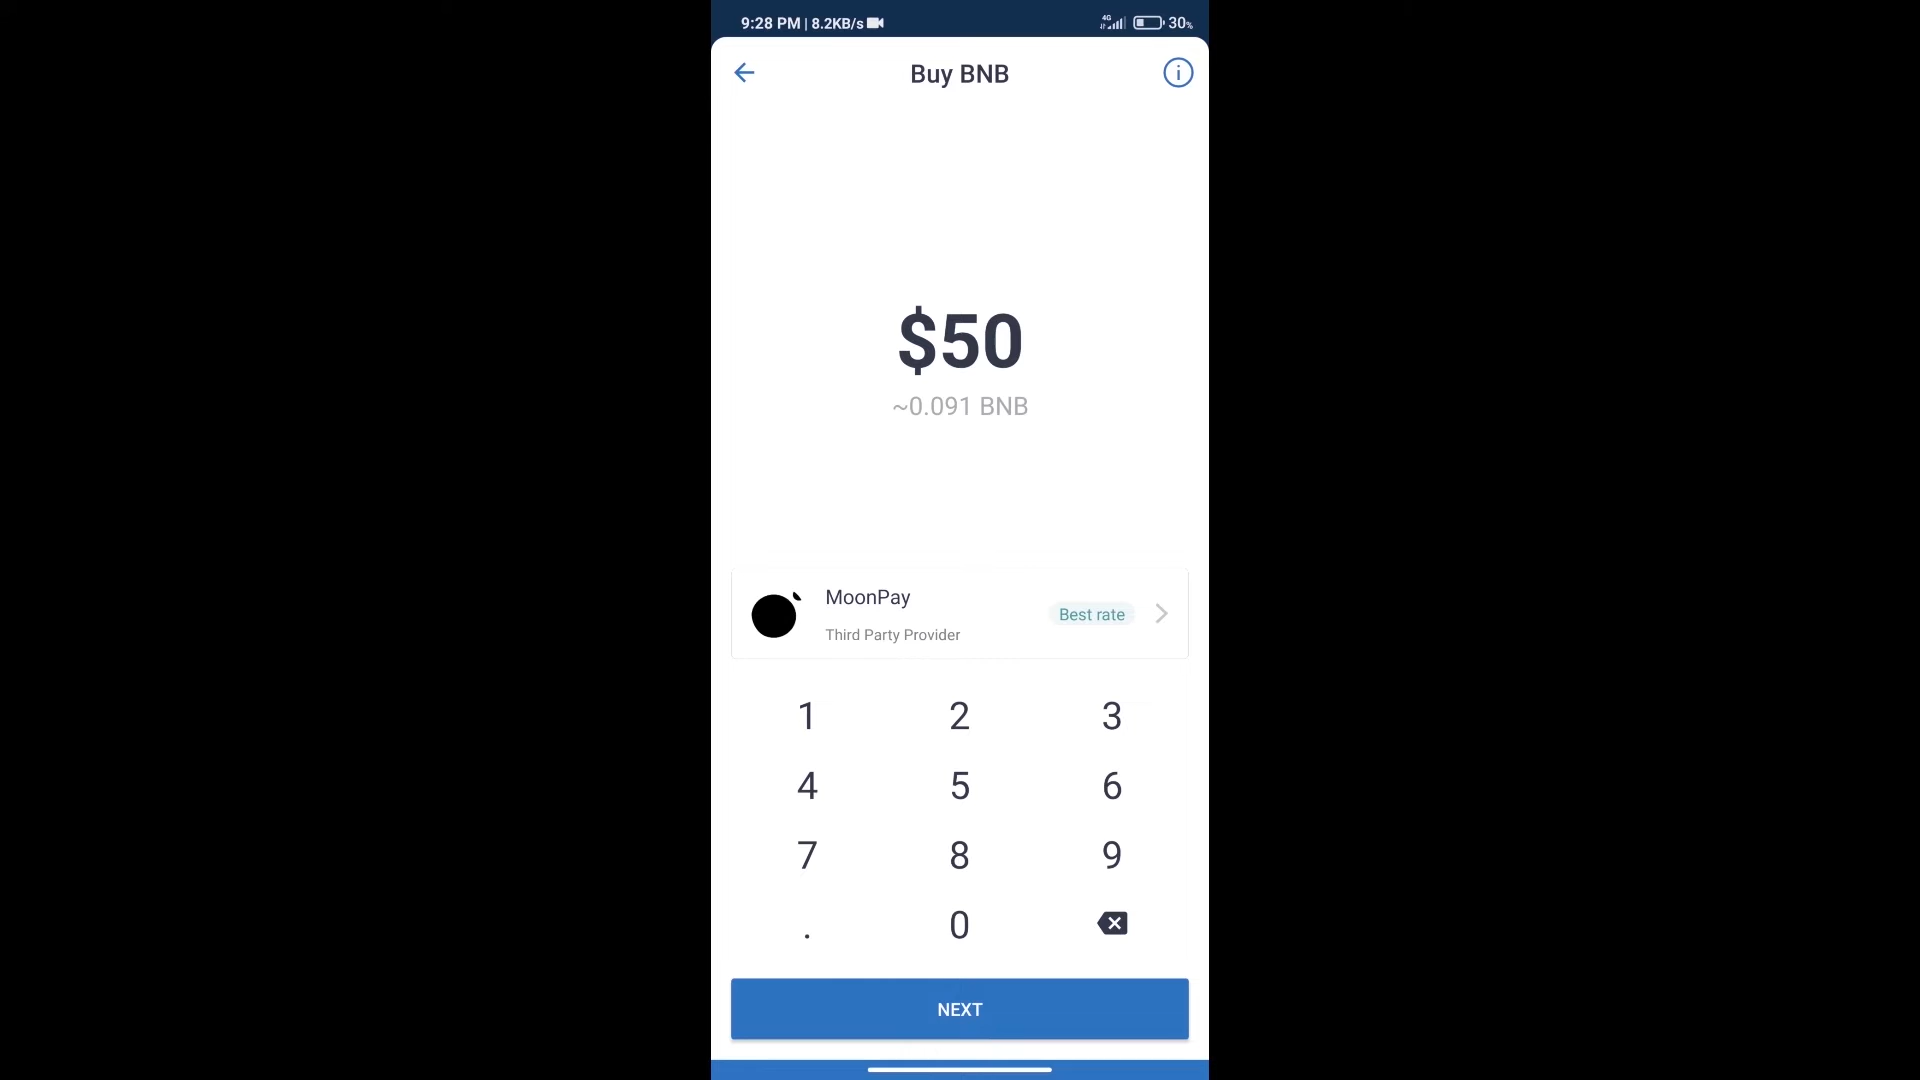 9:28 PM | 8.2KB/s 4G 30%
Buy BNB
$50
~0.091 BNB
MoonPay
Third Party Provider
Best rate
1 2 3
4 5 6
7 8 9
. 0
NEXT